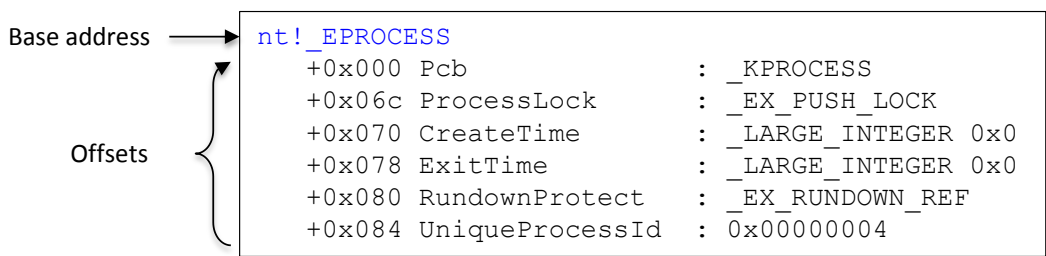 Base address
nt!_EPROCESS
+0x000 Pcb : _KPROCESS
+0x06c ProcessLock : _EX_PUSH_LOCK
+0x070 CreateTime : _LARGE_INTEGER 0x0
Offsets
+0x078 ExitTime : _LARGE_INTEGER 0x0
+0x080 RundownProtect : _EX_RUNDOWN_REF
+0x084 UniqueProcessId : 0x00000004